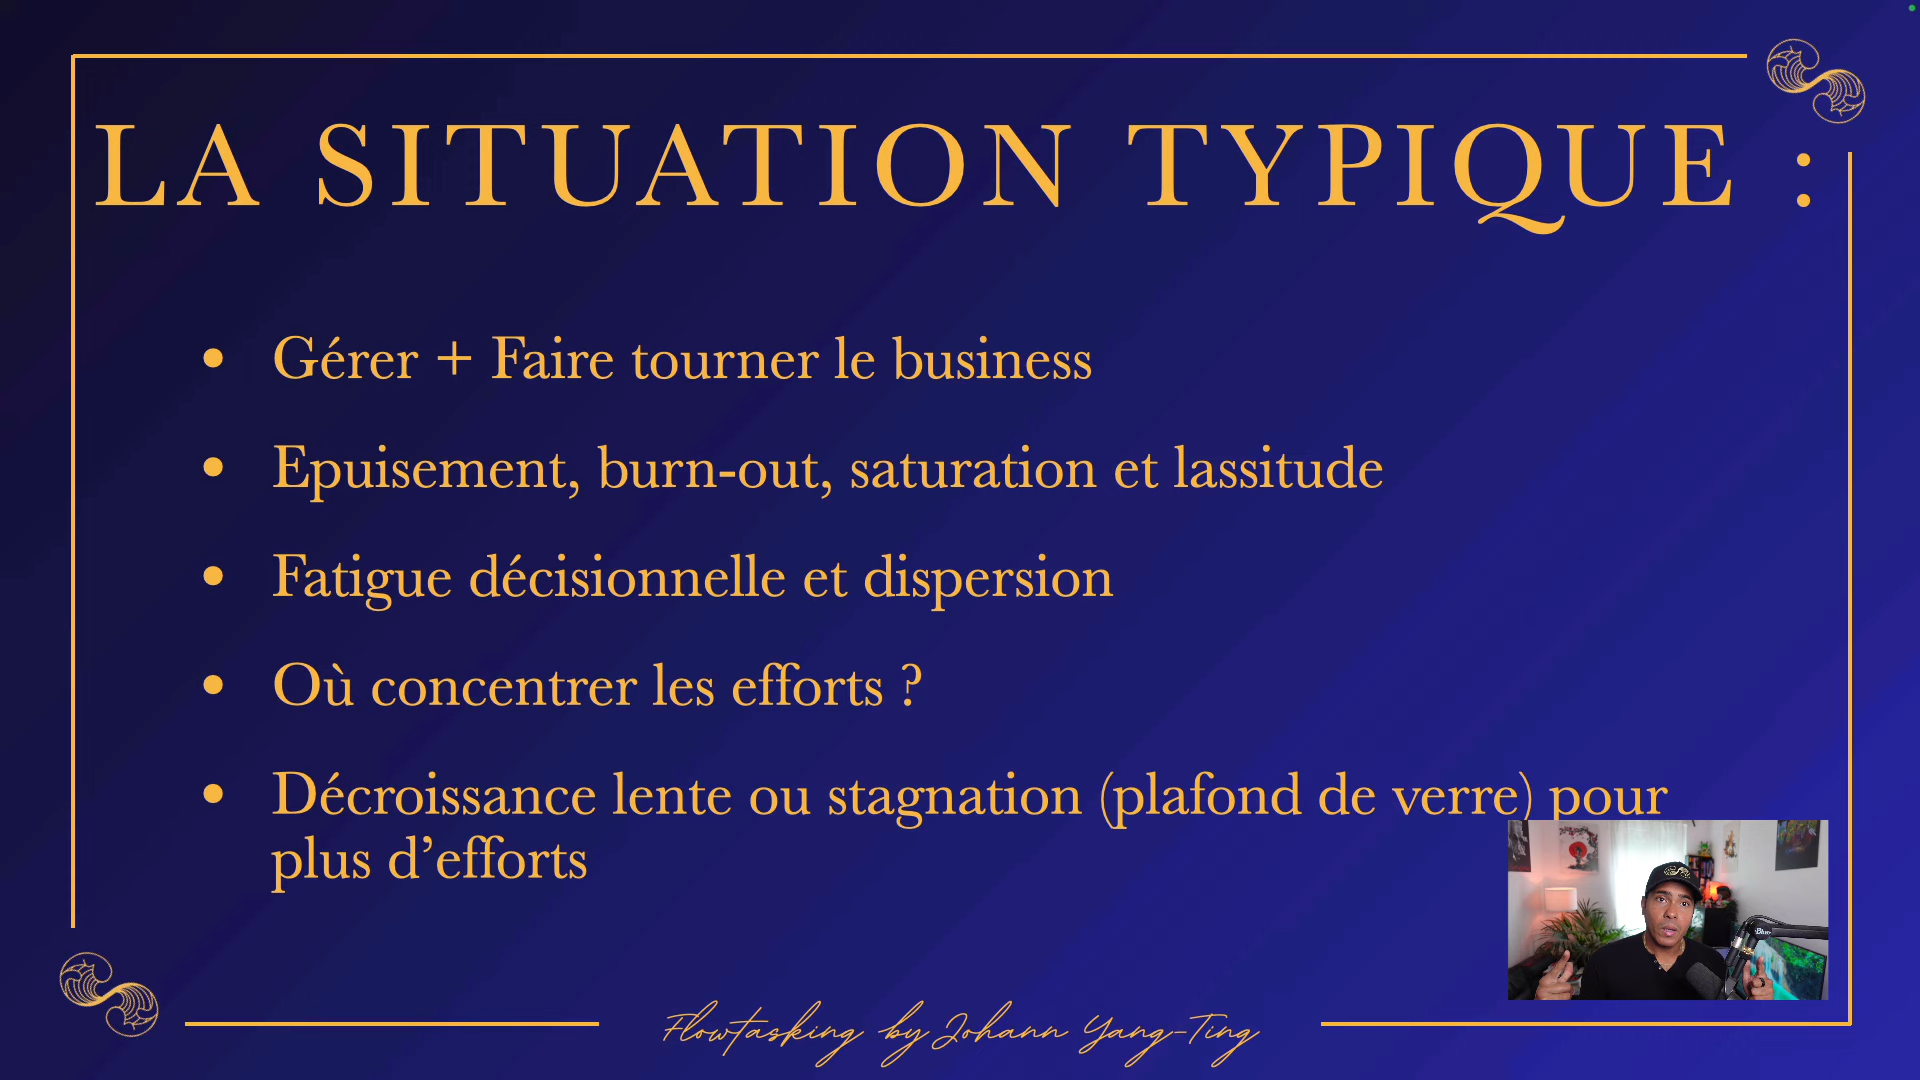 LA SITUATION TYPIQUE :
• Gérer + Faire tourner le business
• Epuisement, burn-out, saturation et lassitude
• Fatigue décisionnelle et dispersion
• Où concentrer les efforts ?
• Décroissance lente ou stagnation (plafond de verre) pour
plus d’efforts
Blue
Flowtasking by Johann Yang-Ting